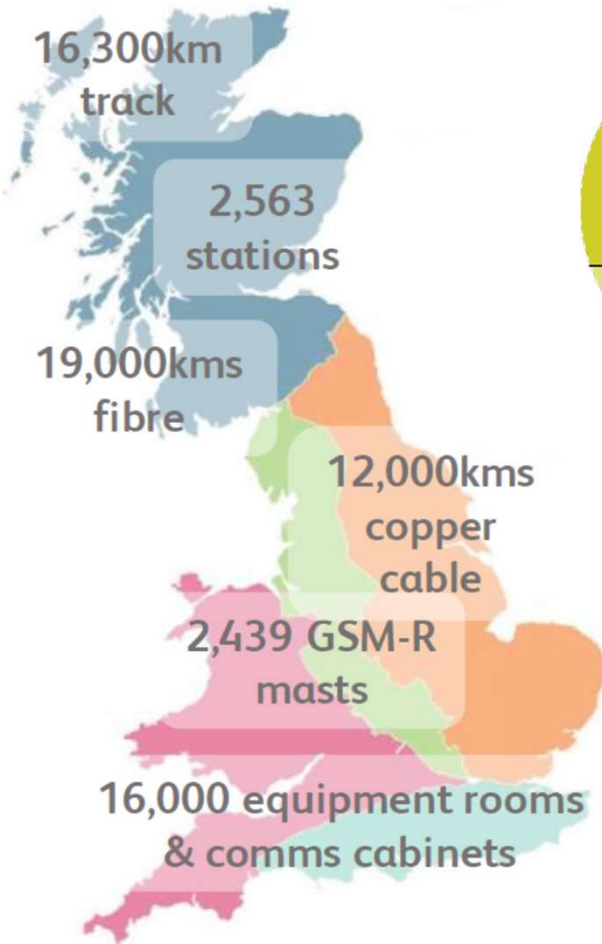 16,300km
track
2,563
stations
19,000kms
fibre
12,000kms
copper
cable
2,439 GSM-R
masts
16,000 equipment rooms
& comms cabinets